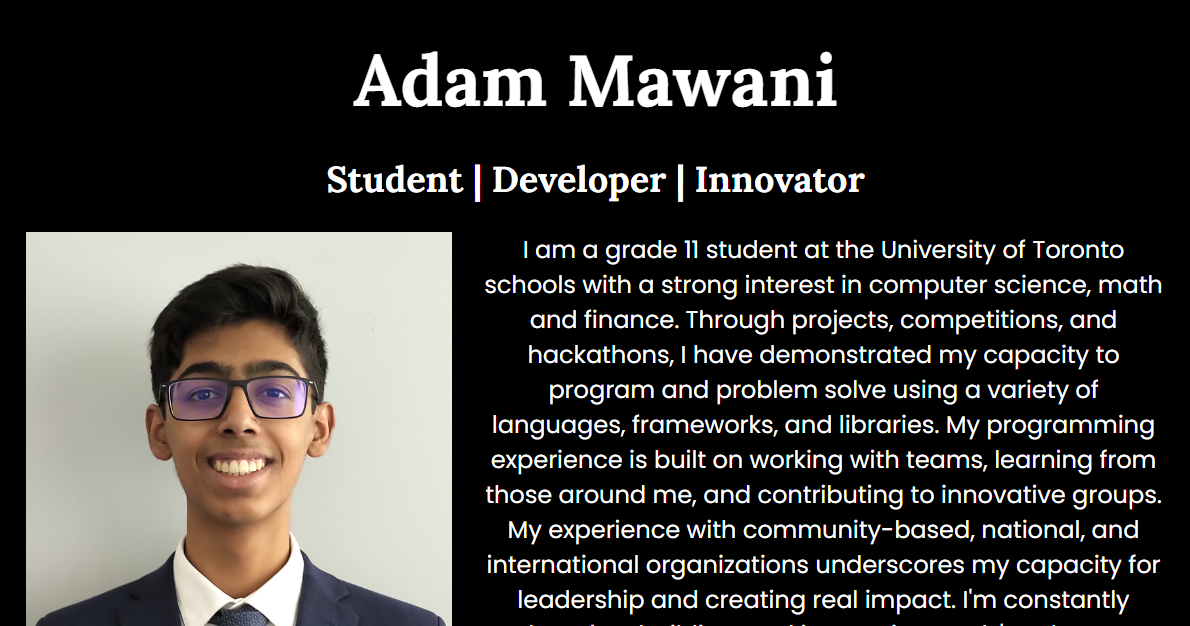 Adam Mawani
Student | Developer | Innovator
I am a grade 11 student at the University of Toronto
schools with a strong interest in computer science, math
and finance. Through projects, competitions, and
hackathons, I have demonstrated my capacity to
program and problem solve using a variety of
languages, frameworks, and libraries. My programming
experience is built on working with teams, learning from
those around me, and contributing to innovative groups.
My experience with community-based, national, and
international organizations underscores my capacity for
leadership and creating real impact. I'm constantly